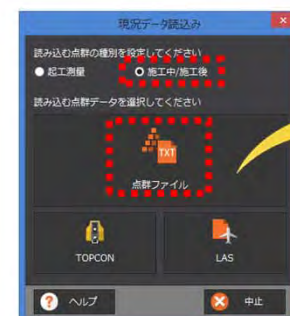 現況データ読込み
読み込む点群の種別を設定してください
起工測量 施工中/施工後
読み込む点群データを選択してください
TXT
点群ファイル
TOPCON LAS
ヘルプ 中止